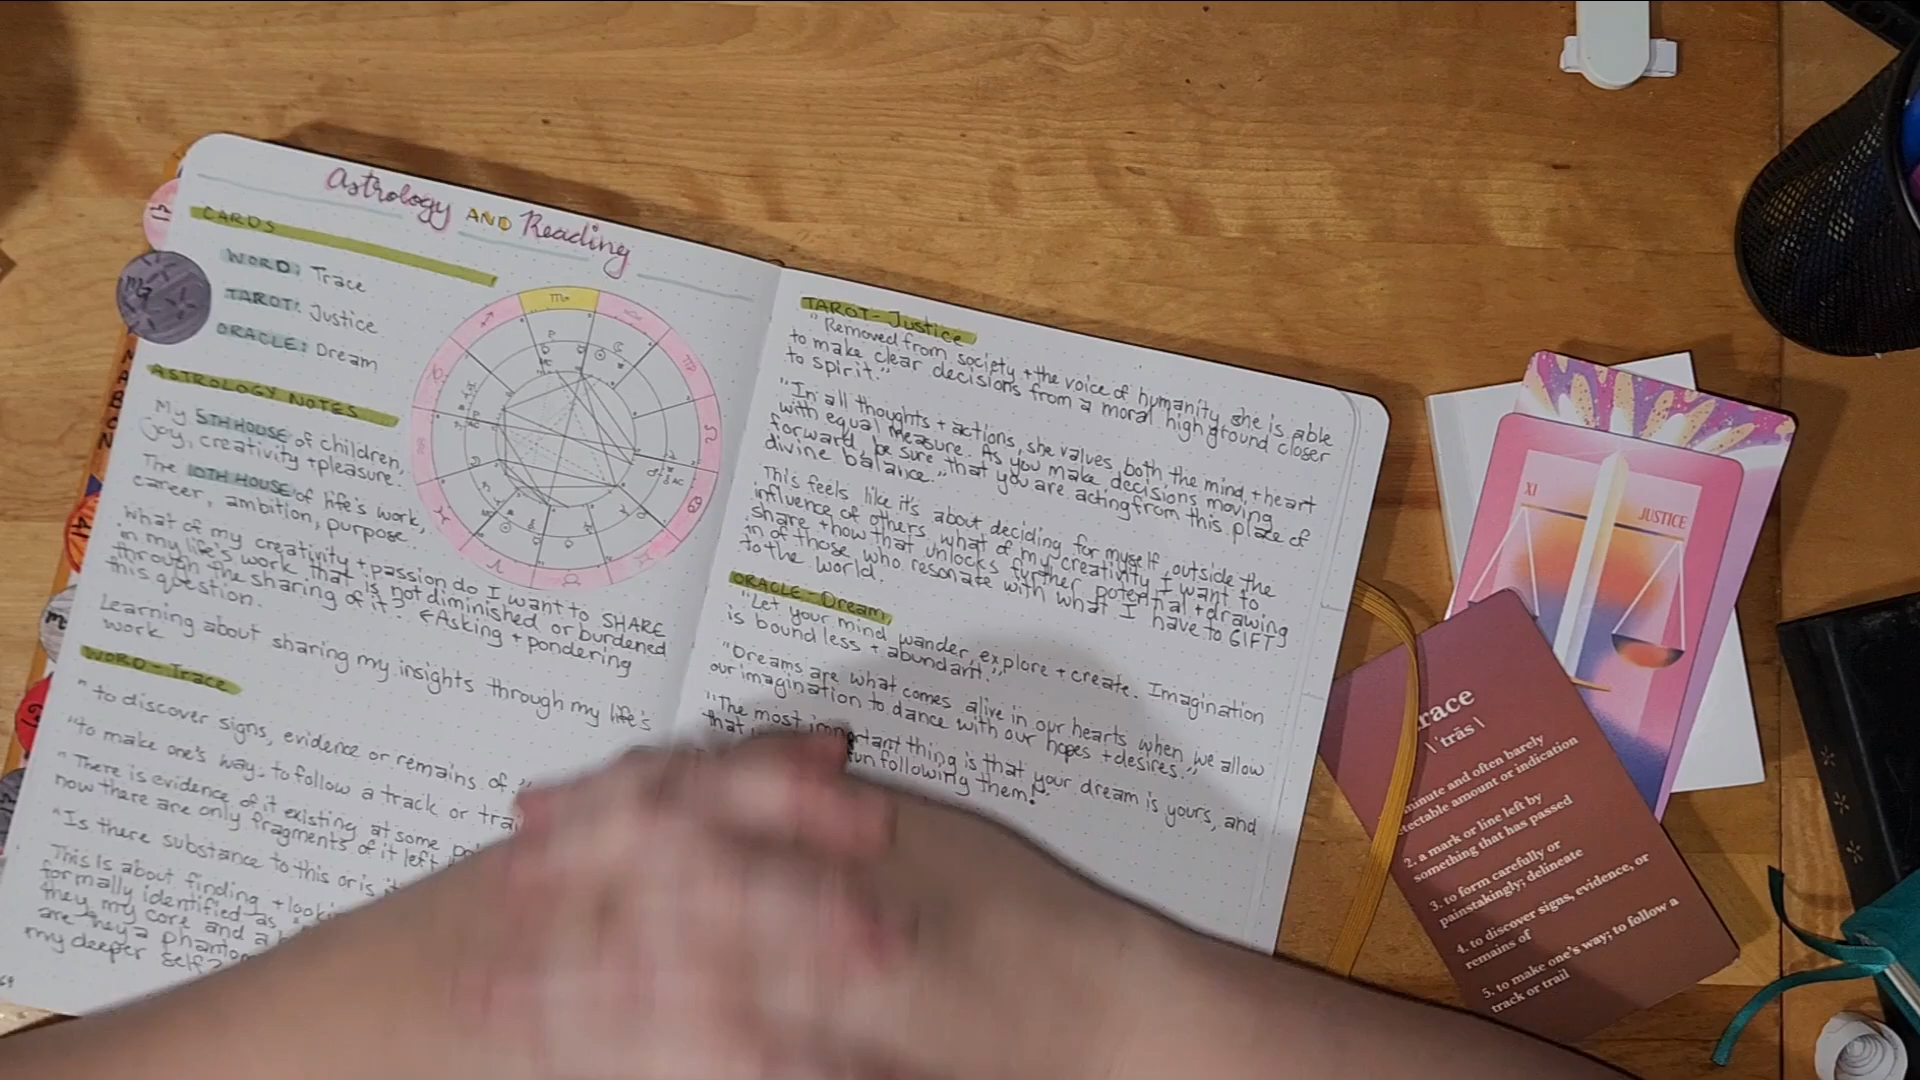 Astrology AND Reading
CARDS
WORD: Trace
TAROT: Justice
ORACLE: Dream
ASTROLOGY NOTES
My 5TH HOUSE of children,
joy, creativity + pleasure.
The 10TH HOUSE of life's work,
career, ambition, purpose.
What of my creativity + passion do I want to SHARE
in my life's work that is not diminished or burdened
through the sharing of it? ← Asking + pondering
this question.
Learning about sharing my insights through my life's
work
WORD - Trace
"to discover signs, evidence or remains of."
"to make one's way - to follow a track or trai
"There is evidence of it existing at some
now there are only fragments of it left
"Is there substance to this or is it
This is about finding + looki
formally identified as
they my core and a
are they a phantom
my deeper self?
69
TAROT - Justice
"Removed from society + the voice of humanity she is able
to make clear decisions from a moral high ground closer
to spirit."
"In all thoughts + actions, she values both the mind + heart
with equal measure. As you make decisions moving
forward, be sure that you are acting from this place of
divine balance."
This feels like it's about deciding for myself, outside the
influence of others, what of my creativity I want to
share + how that unlocks further potential + drawing
in of those who resonate with what I have to GIFT
to the world.
ORACLE - Dream
"Let your mind wander, explore + create. Imagination
is boundless + abundant."
"Dreams are what comes alive in our hearts when we allow
our imagination to dance with our hopes + desires."
"The most important thing is that your dream is yours, and
that fun following them."
MABON
XI
JUSTICE
trace
\ 'trās \
minute and often barely
detectable amount or indication
2. a mark or line left by
something that has passed
3. to form carefully or
painstakingly; delineate
4. to discover signs, evidence, or
remains of
5. to make one's way; to follow a
track or trail